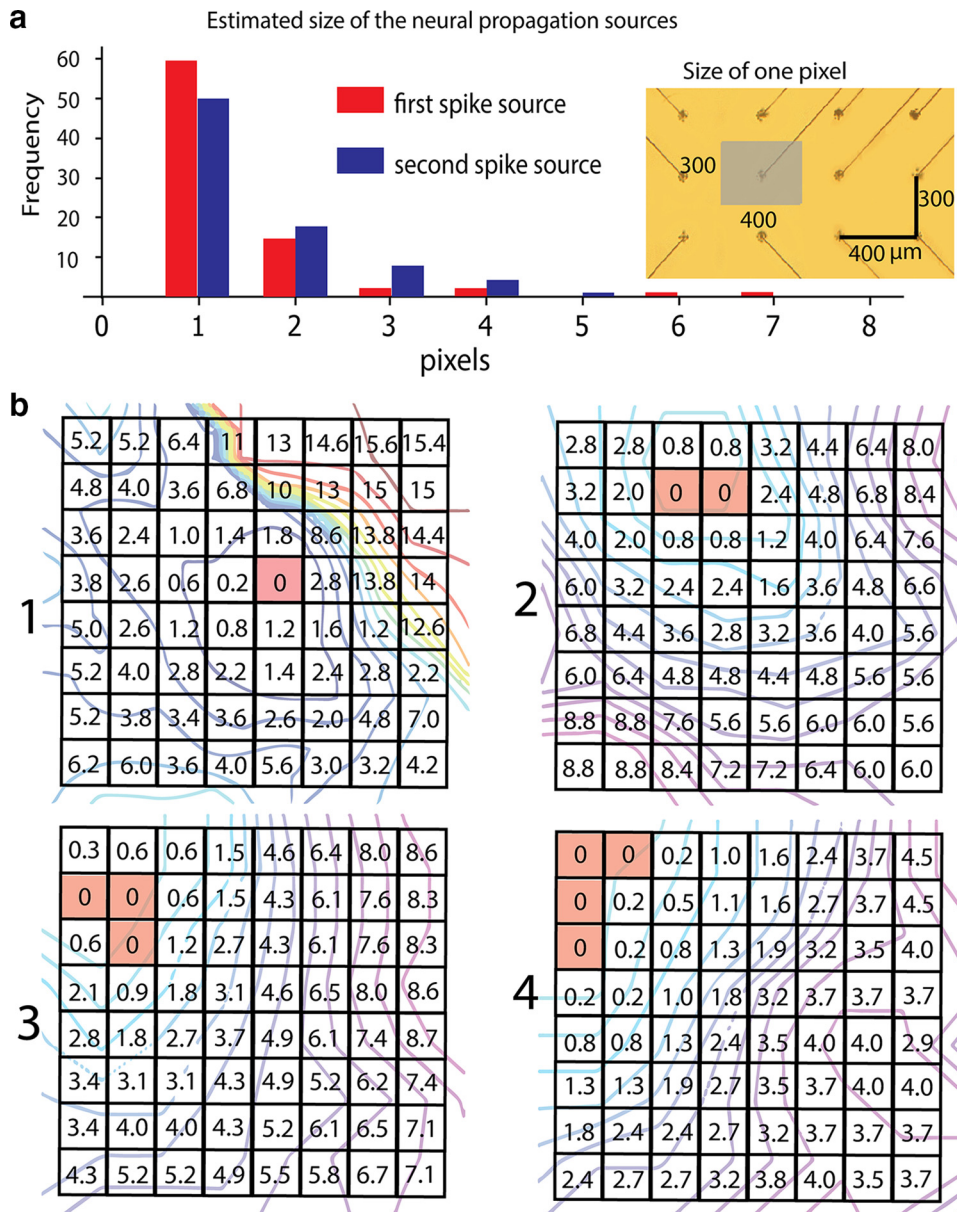 a
Estimated size of the neural propagation sources
Frequency
60
50
40
30
20
10
first spike source
second spike source
Size of one pixel
300
400
300
400 µm
0 1 2 3 4 5 6 7 8
pixels
b
1
5.2 5.2 6.4 11 13 14.6 15.6 15.4
4.8 4.0 3.6 6.8 10 13 15 15
3.6 2.4 1.0 1.4 1.8 8.6 13.8 14.4
3.8 2.6 0.6 0.2 0 2.8 13.8 14
5.0 2.6 1.2 0.8 1.2 1.6 1.2 12.6
5.2 4.0 2.8 2.2 1.4 2.4 2.8 2.2
5.2 3.8 3.4 3.6 2.6 2.0 4.8 7.0
6.2 6.0 3.6 4.0 5.6 3.0 3.2 4.2
2
2.8 2.8 0.8 0.8 3.2 4.4 6.4 8.0
3.2 2.0 0 0 2.4 4.8 6.8 8.4
4.0 2.0 0.8 0.8 1.2 4.0 6.4 7.6
6.0 3.2 2.4 2.4 1.6 3.6 4.8 6.6
6.8 4.4 3.6 2.8 3.2 3.6 4.0 5.6
6.0 6.4 4.8 4.8 4.4 4.8 5.6 5.6
8.8 8.8 7.6 5.6 5.6 6.0 6.0 5.6
8.8 8.8 8.4 7.2 7.2 6.4 6.0 6.0
3
0.3 0.6 0.6 1.5 4.6 6.4 8.0 8.6
0 0 0.6 1.5 4.3 6.1 7.6 8.3
0.6 0 1.2 2.7 4.3 6.1 7.6 8.3
2.1 0.9 1.8 3.1 4.6 6.5 8.0 8.6
2.8 1.8 2.7 3.7 4.9 6.1 7.4 8.7
3.4 3.1 3.1 4.3 4.9 5.2 6.2 7.4
3.4 4.0 4.0 4.3 5.2 6.1 6.5 7.1
4.3 5.2 5.2 4.9 5.5 5.8 6.7 7.1
4
0 0 0.2 1.0 1.6 2.4 3.7 4.5
0 0.2 0.5 1.1 1.6 2.7 3.7 4.5
0 0.2 0.8 1.3 1.9 3.2 3.5 4.0
0.2 0.2 1.0 1.8 3.2 3.7 3.7 3.7
0.8 0.8 1.3 2.4 3.5 4.0 4.0 2.9
1.3 1.3 1.9 2.7 3.5 3.7 4.0 4.0
1.8 2.4 2.4 2.7 3.2 3.7 3.7 3.7
2.4 2.7 2.7 3.2 3.8 4.0 3.5 3.7